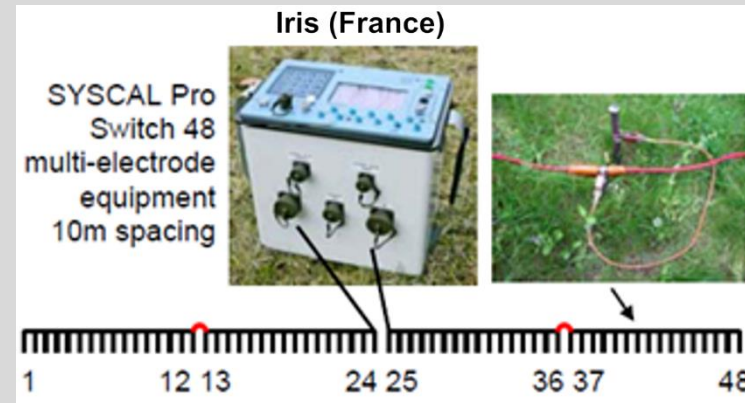 Iris (France)
SYSCAL Pro
Switch 48
multi-electrode
equipment
10m spacing
1 12 13 24 25 36 37 48